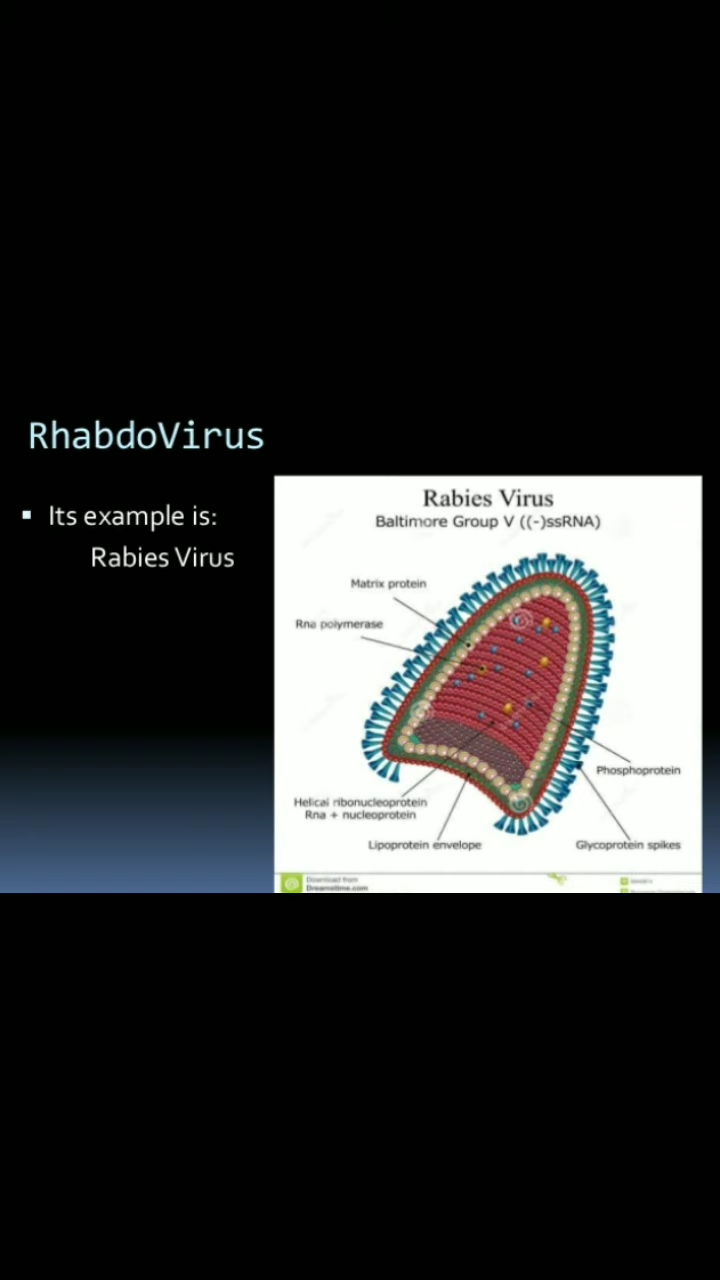 RhabdoVirus
▪ Its example is:
Rabies Virus
Rabies Virus
Baltimore Group V ((-)ssRNA)
Matrix protein
Rna polymerase
Phosphoprotein
Helical ribonucleoprotein
Rna + nucleoprotein
Lipoprotein envelope
Glycoprotein spikes
Download from
Dreamstime.com